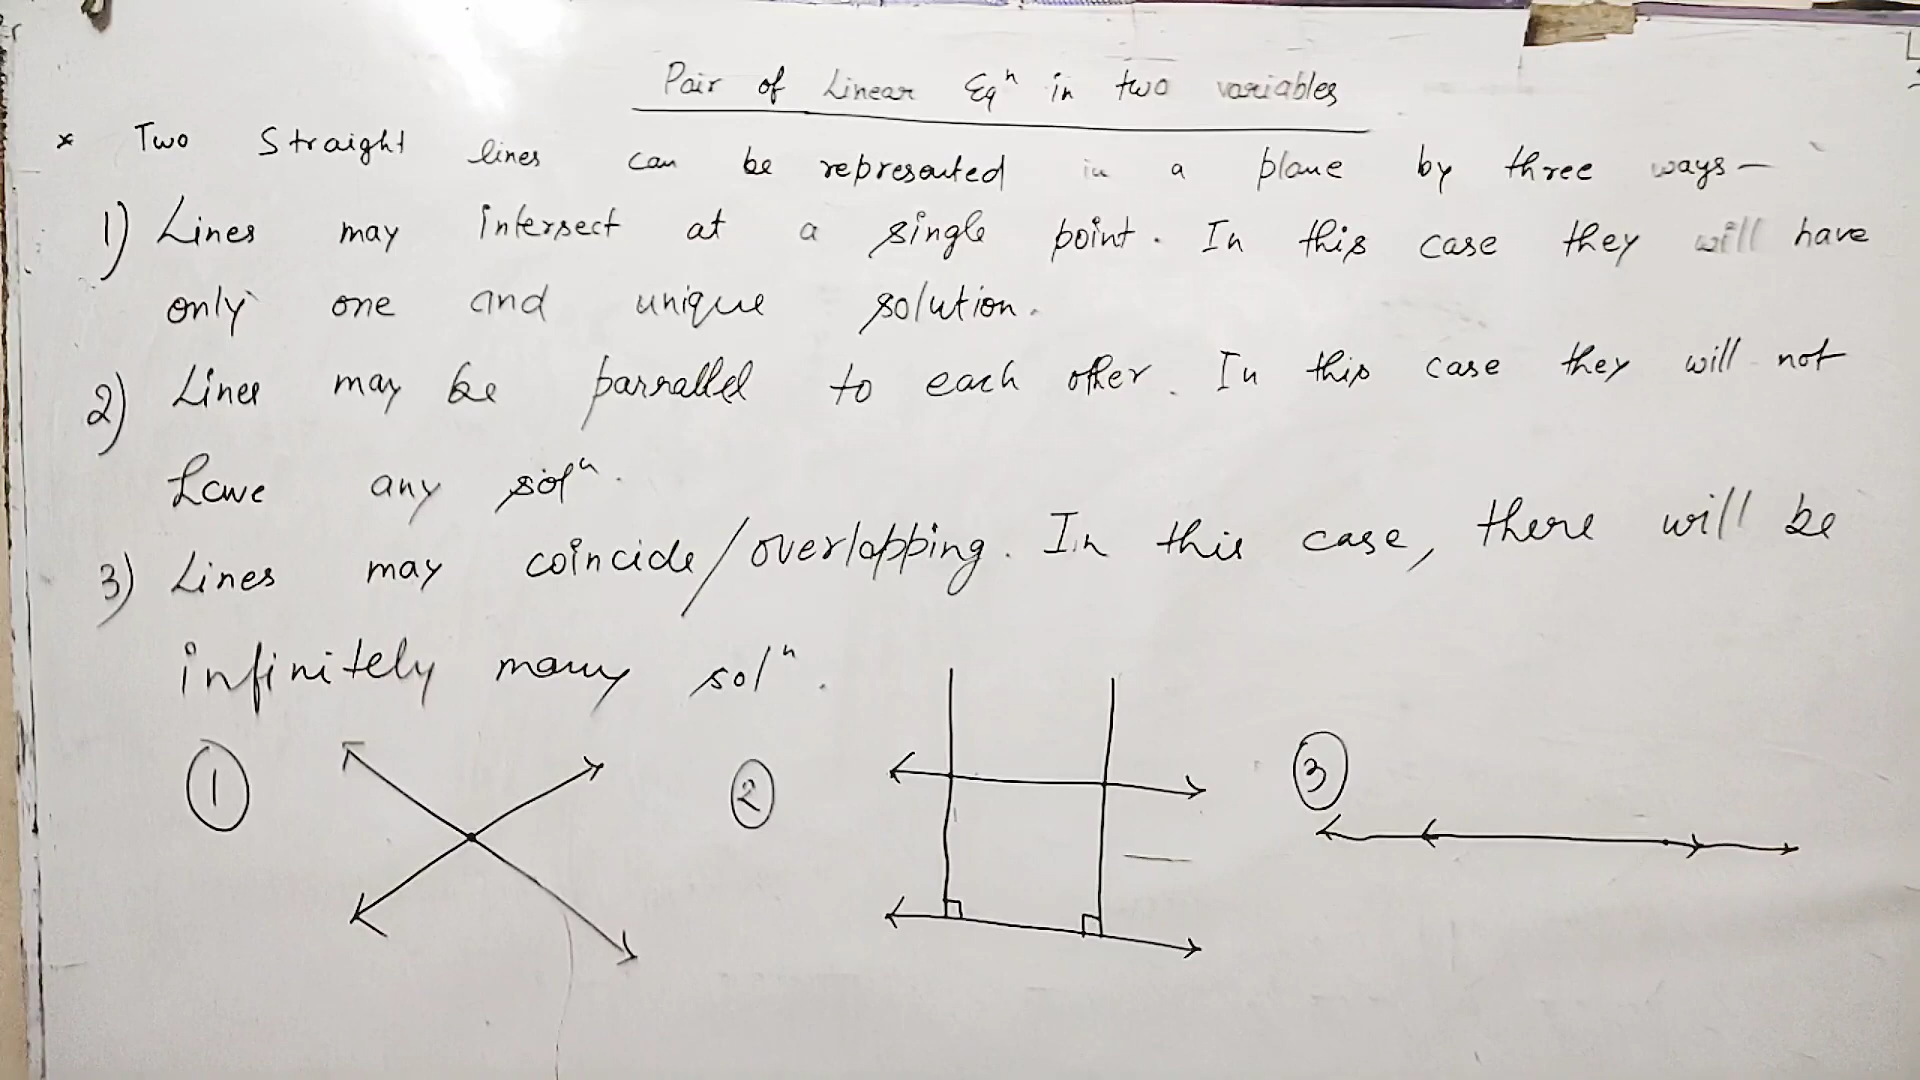 Pair of Linear Eqⁿ in two variables
* Two Straight lines can be represented in a plane by three ways—
1) Lines may intersect at a single point. In this case they will have
only one and unique solution.
2) Lines may be parrallel to each other. In this case they will not
have any solⁿ.
3) Lines may coincide/overlapping. In this case, there will be
infinitely many solⁿ.
1
2
3